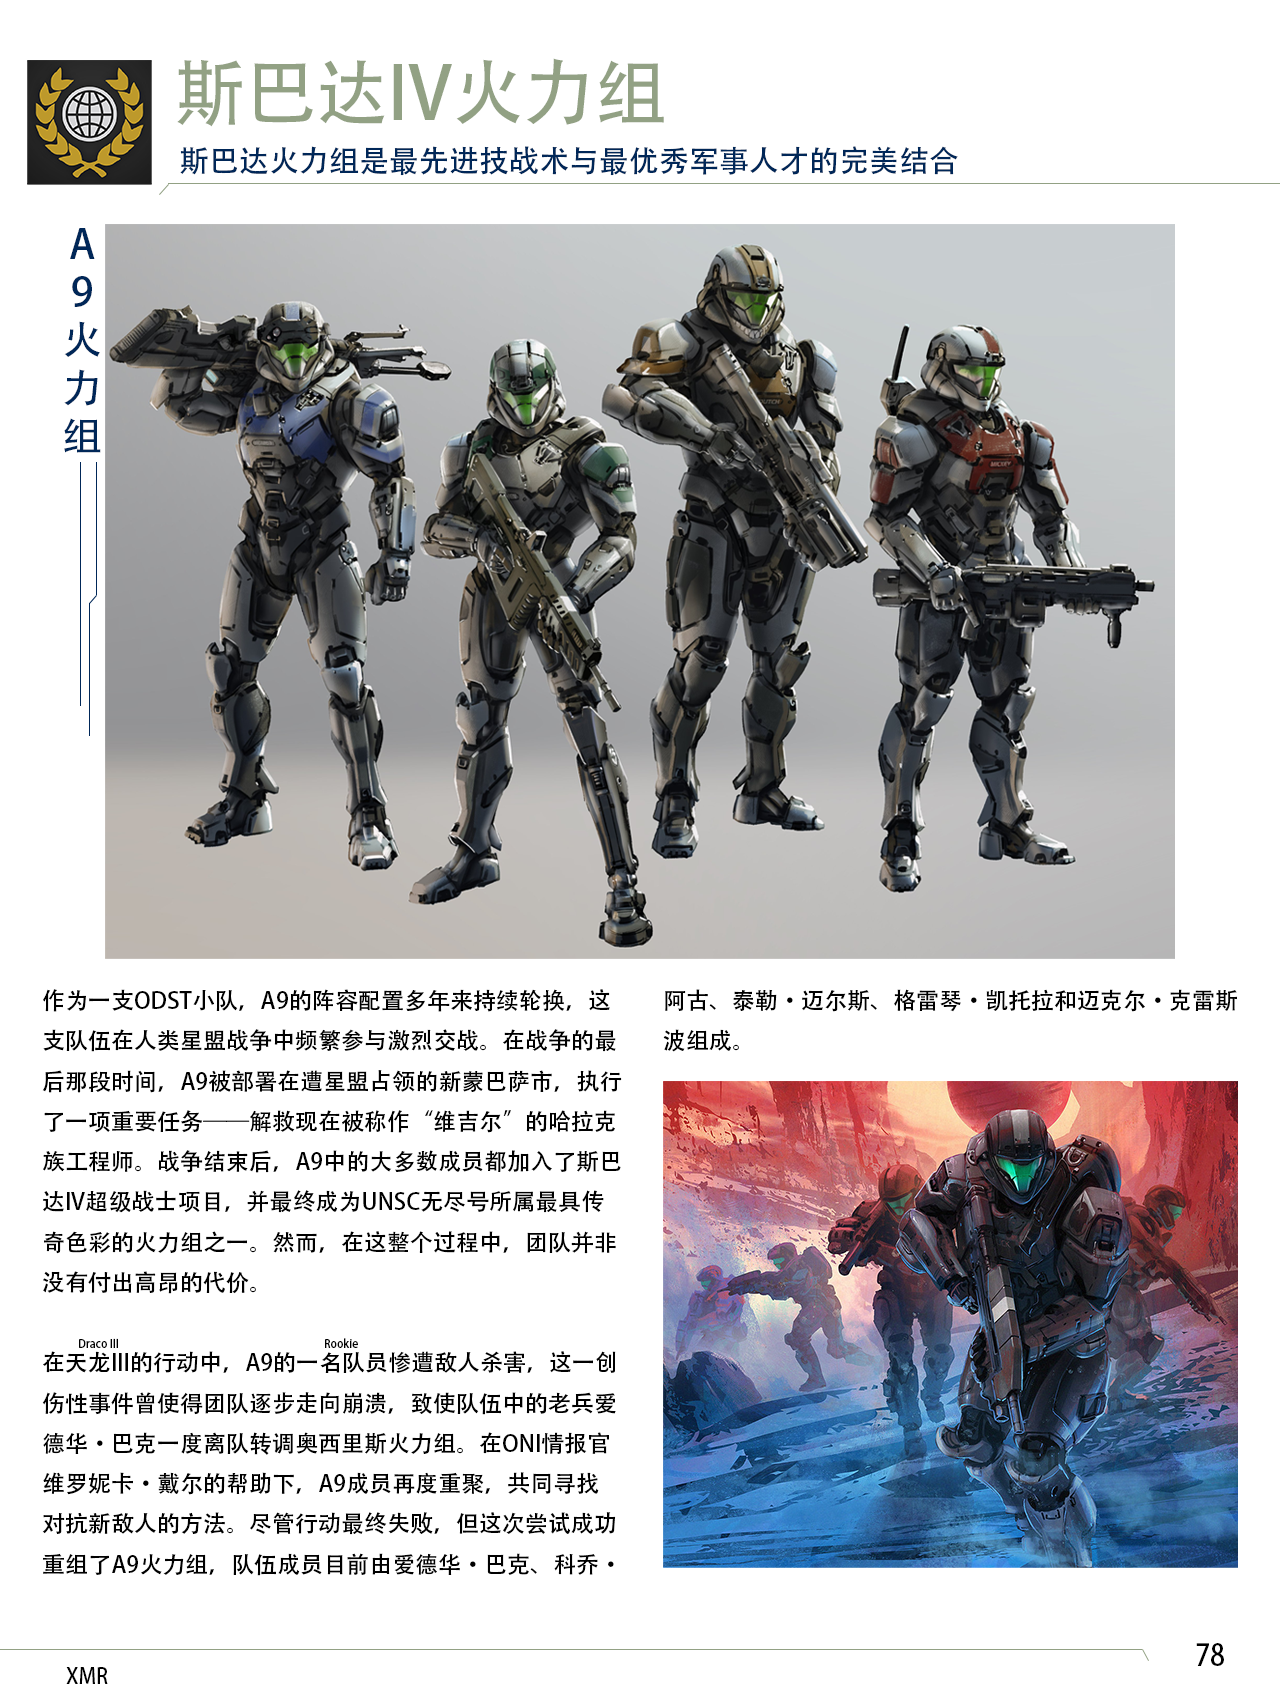 斯巴达IV火力组
斯巴达火力组是最先进技战术与最优秀军事人才的完美结合
A9火力组
DUTCH
MICKEY
作为一支ODST小队，A9的阵容配置多年来持续轮换，这
支队伍在人类星盟战争中频繁参与激烈交战。在战争的最
后那段时间，A9被部署在遭星盟占领的新蒙巴萨市，执行
了一项重要任务——解救现在被称作“维吉尔”的哈拉克
族工程师。战争结束后，A9中的大多数成员都加入了斯巴
达IV超级战士项目，并最终成为UNSC无尽号所属最具传
奇色彩的火力组之一。然而，在这整个过程中，团队并非
没有付出高昂的代价。
Draco III
Rookie
在天龙III的行动中，A9的一名队员惨遭敌人杀害，这一创
伤性事件曾使得团队逐步走向崩溃，致使队伍中的老兵爱
德华·巴克一度离队转调奥西里斯火力组。在ONI情报官
维罗妮卡·戴尔的帮助下，A9成员再度重聚，共同寻找
对抗新敌人的方法。尽管行动最终失败，但这次尝试成功
重组了A9火力组，队伍成员目前由爱德华·巴克、科乔·
阿古、泰勒·迈尔斯、格雷琴·凯托拉和迈克尔·克雷斯
波组成。
78
XMR